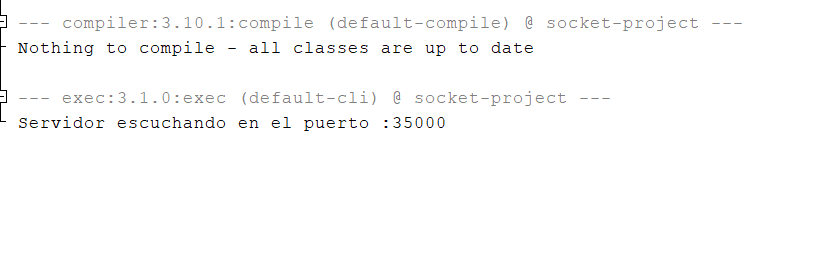 --- compiler:3.10.1:compile (default-compile) @ socket-project ---
Nothing to compile - all classes are up to date
--- exec:3.1.0:exec (default-cli) @ socket-project ---
Servidor escuchando en el puerto :35000